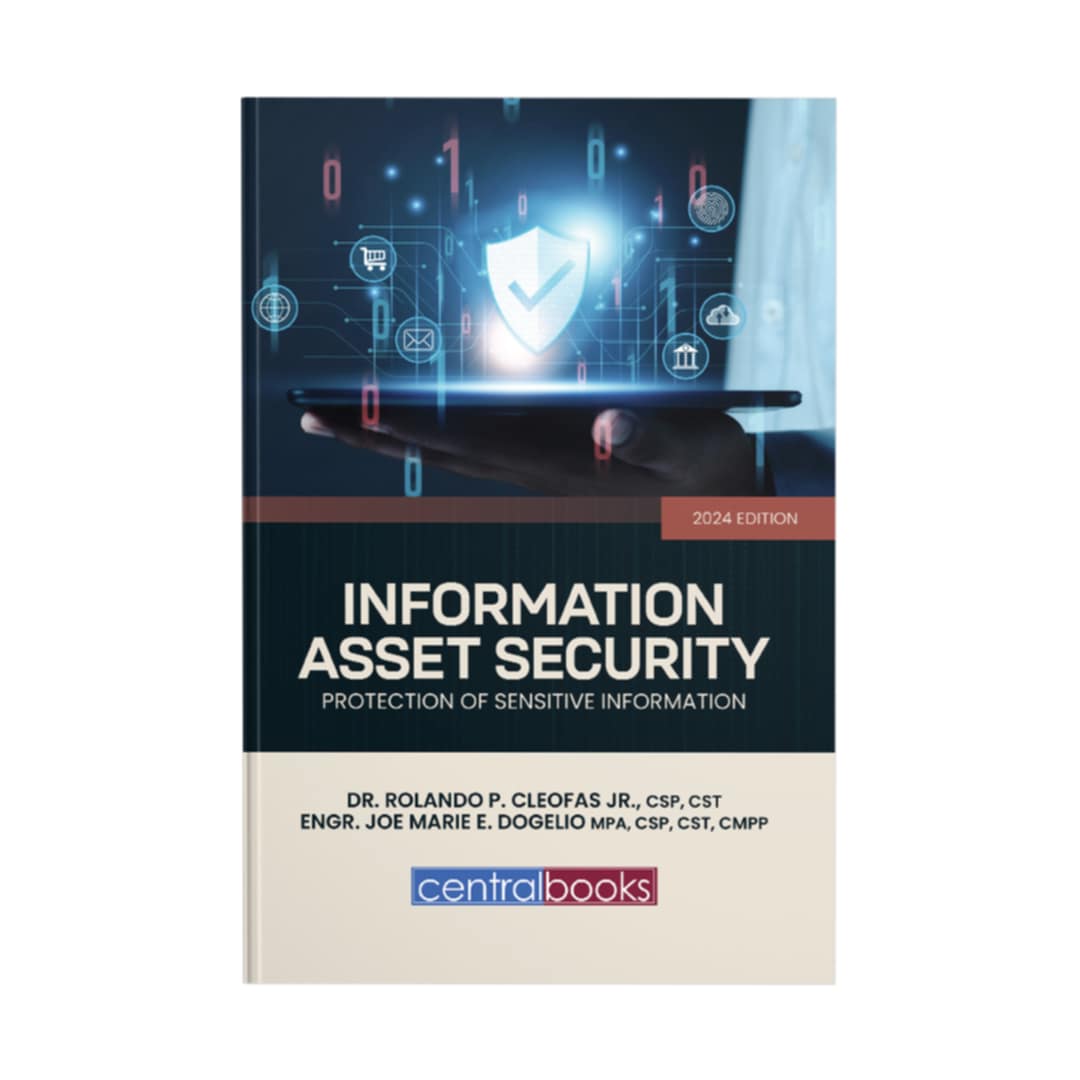 2024 EDITION
INFORMATION
ASSET SECURITY
PROTECTION OF SENSITIVE INFORMATION
DR. ROLANDO P. CLEOFAS JR., CSP, CST
ENGR. JOE MARIE E. DOGELIO MPA, CSP, CST, CMPP
centralbooks